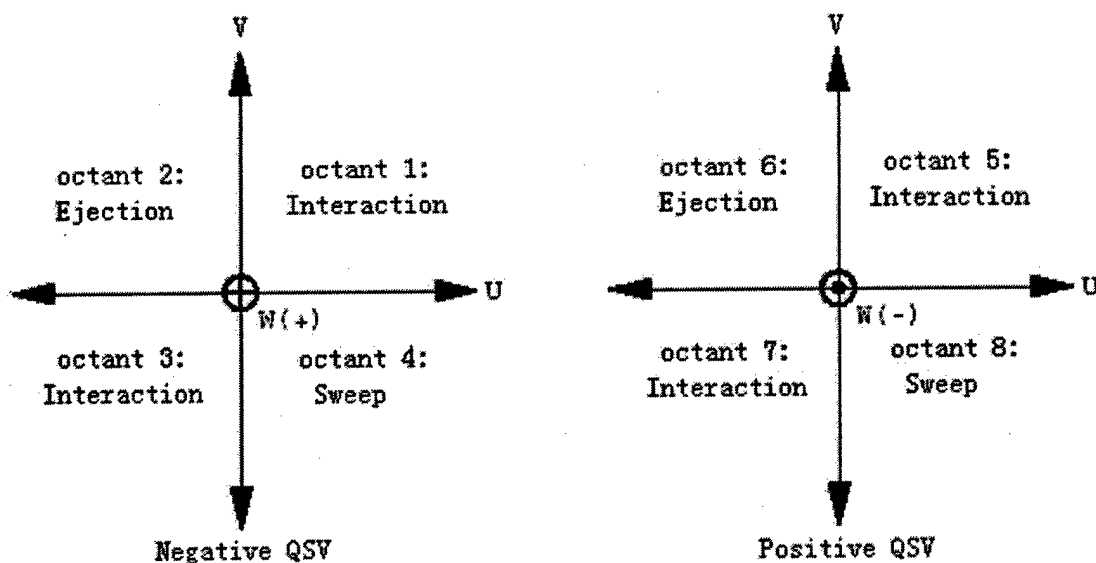 V
octant 2:
Ejection
octant 1:
Interaction
U
W(+)
octant 3:
Interaction
octant 4:
Sweep
Negative QSV
V
octant 6:
Ejection
octant 5:
Interaction
U
W(-)
octant 7:
Interaction
octant 8:
Sweep
Positive QSV